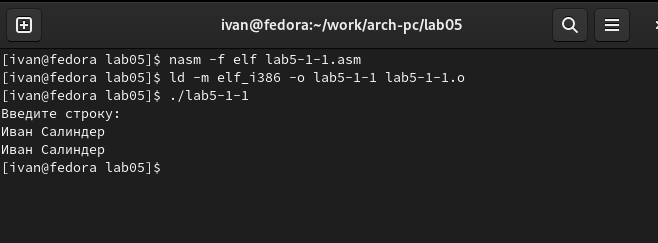 ivan@fedora:~/work/arch-pc/lab05
[ivan@fedora lab05]$ nasm -f elf lab5-1-1.asm
[ivan@fedora lab05]$ ld -m elf_i386 -o lab5-1-1 lab5-1-1.o
[ivan@fedora lab05]$ ./lab5-1-1
Введите строку:
Иван Салиндер
Иван Салиндер
[ivan@fedora lab05]$